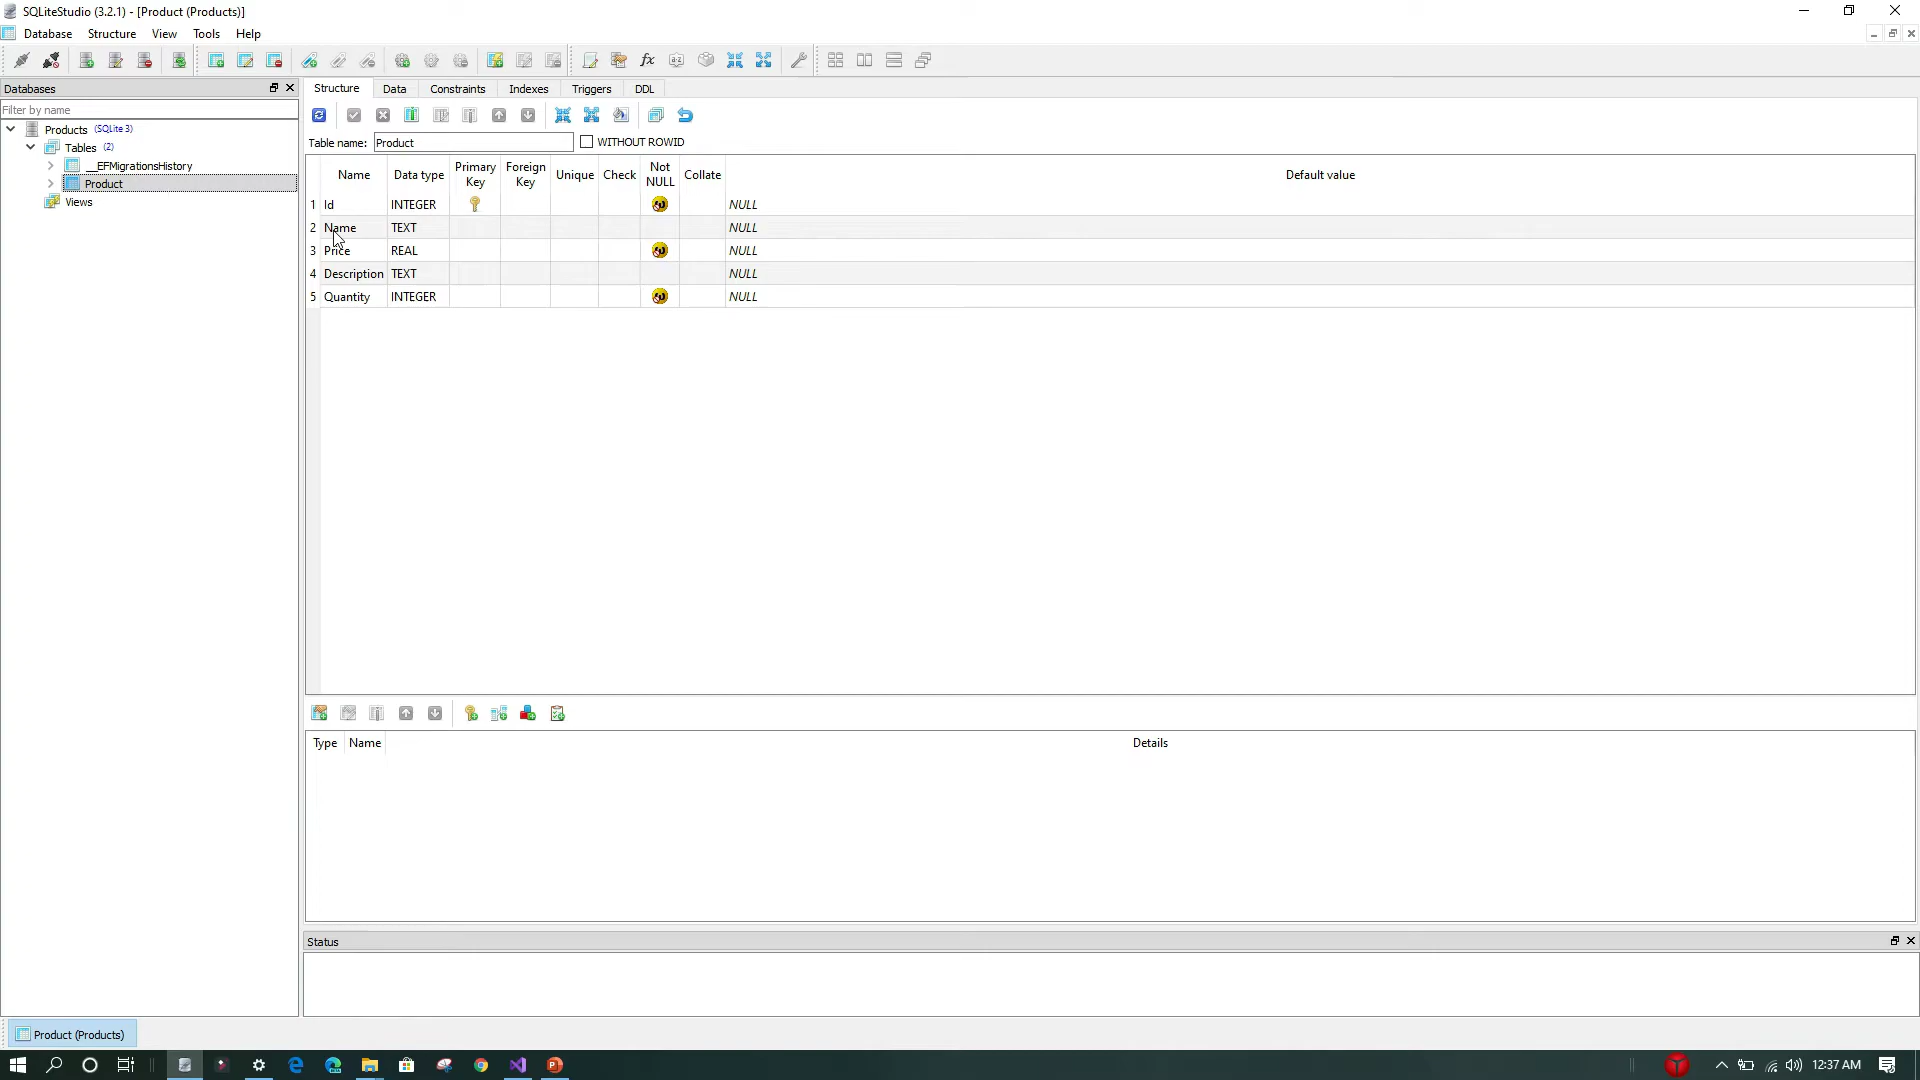 SQLiteStudio (3.2.1) - [Product (Products)]
Database Structure View Tools Help
Databases
Filter by name
Products (SQLite 3)
Tables (2)
__EFMigrationsHistory
Product
Views
Structure Data Constraints Indexes Triggers DDL
Table name: Product WITHOUT ROWID
Name Data type Primary Key Foreign Key Unique Check Not NULL Collate Default value
1 Id INTEGER NULL
2 Name TEXT NULL
3 Price REAL NULL
4 Description TEXT NULL
5 Quantity INTEGER NULL
Type Name Details
Status
Product (Products)
12:37 AM